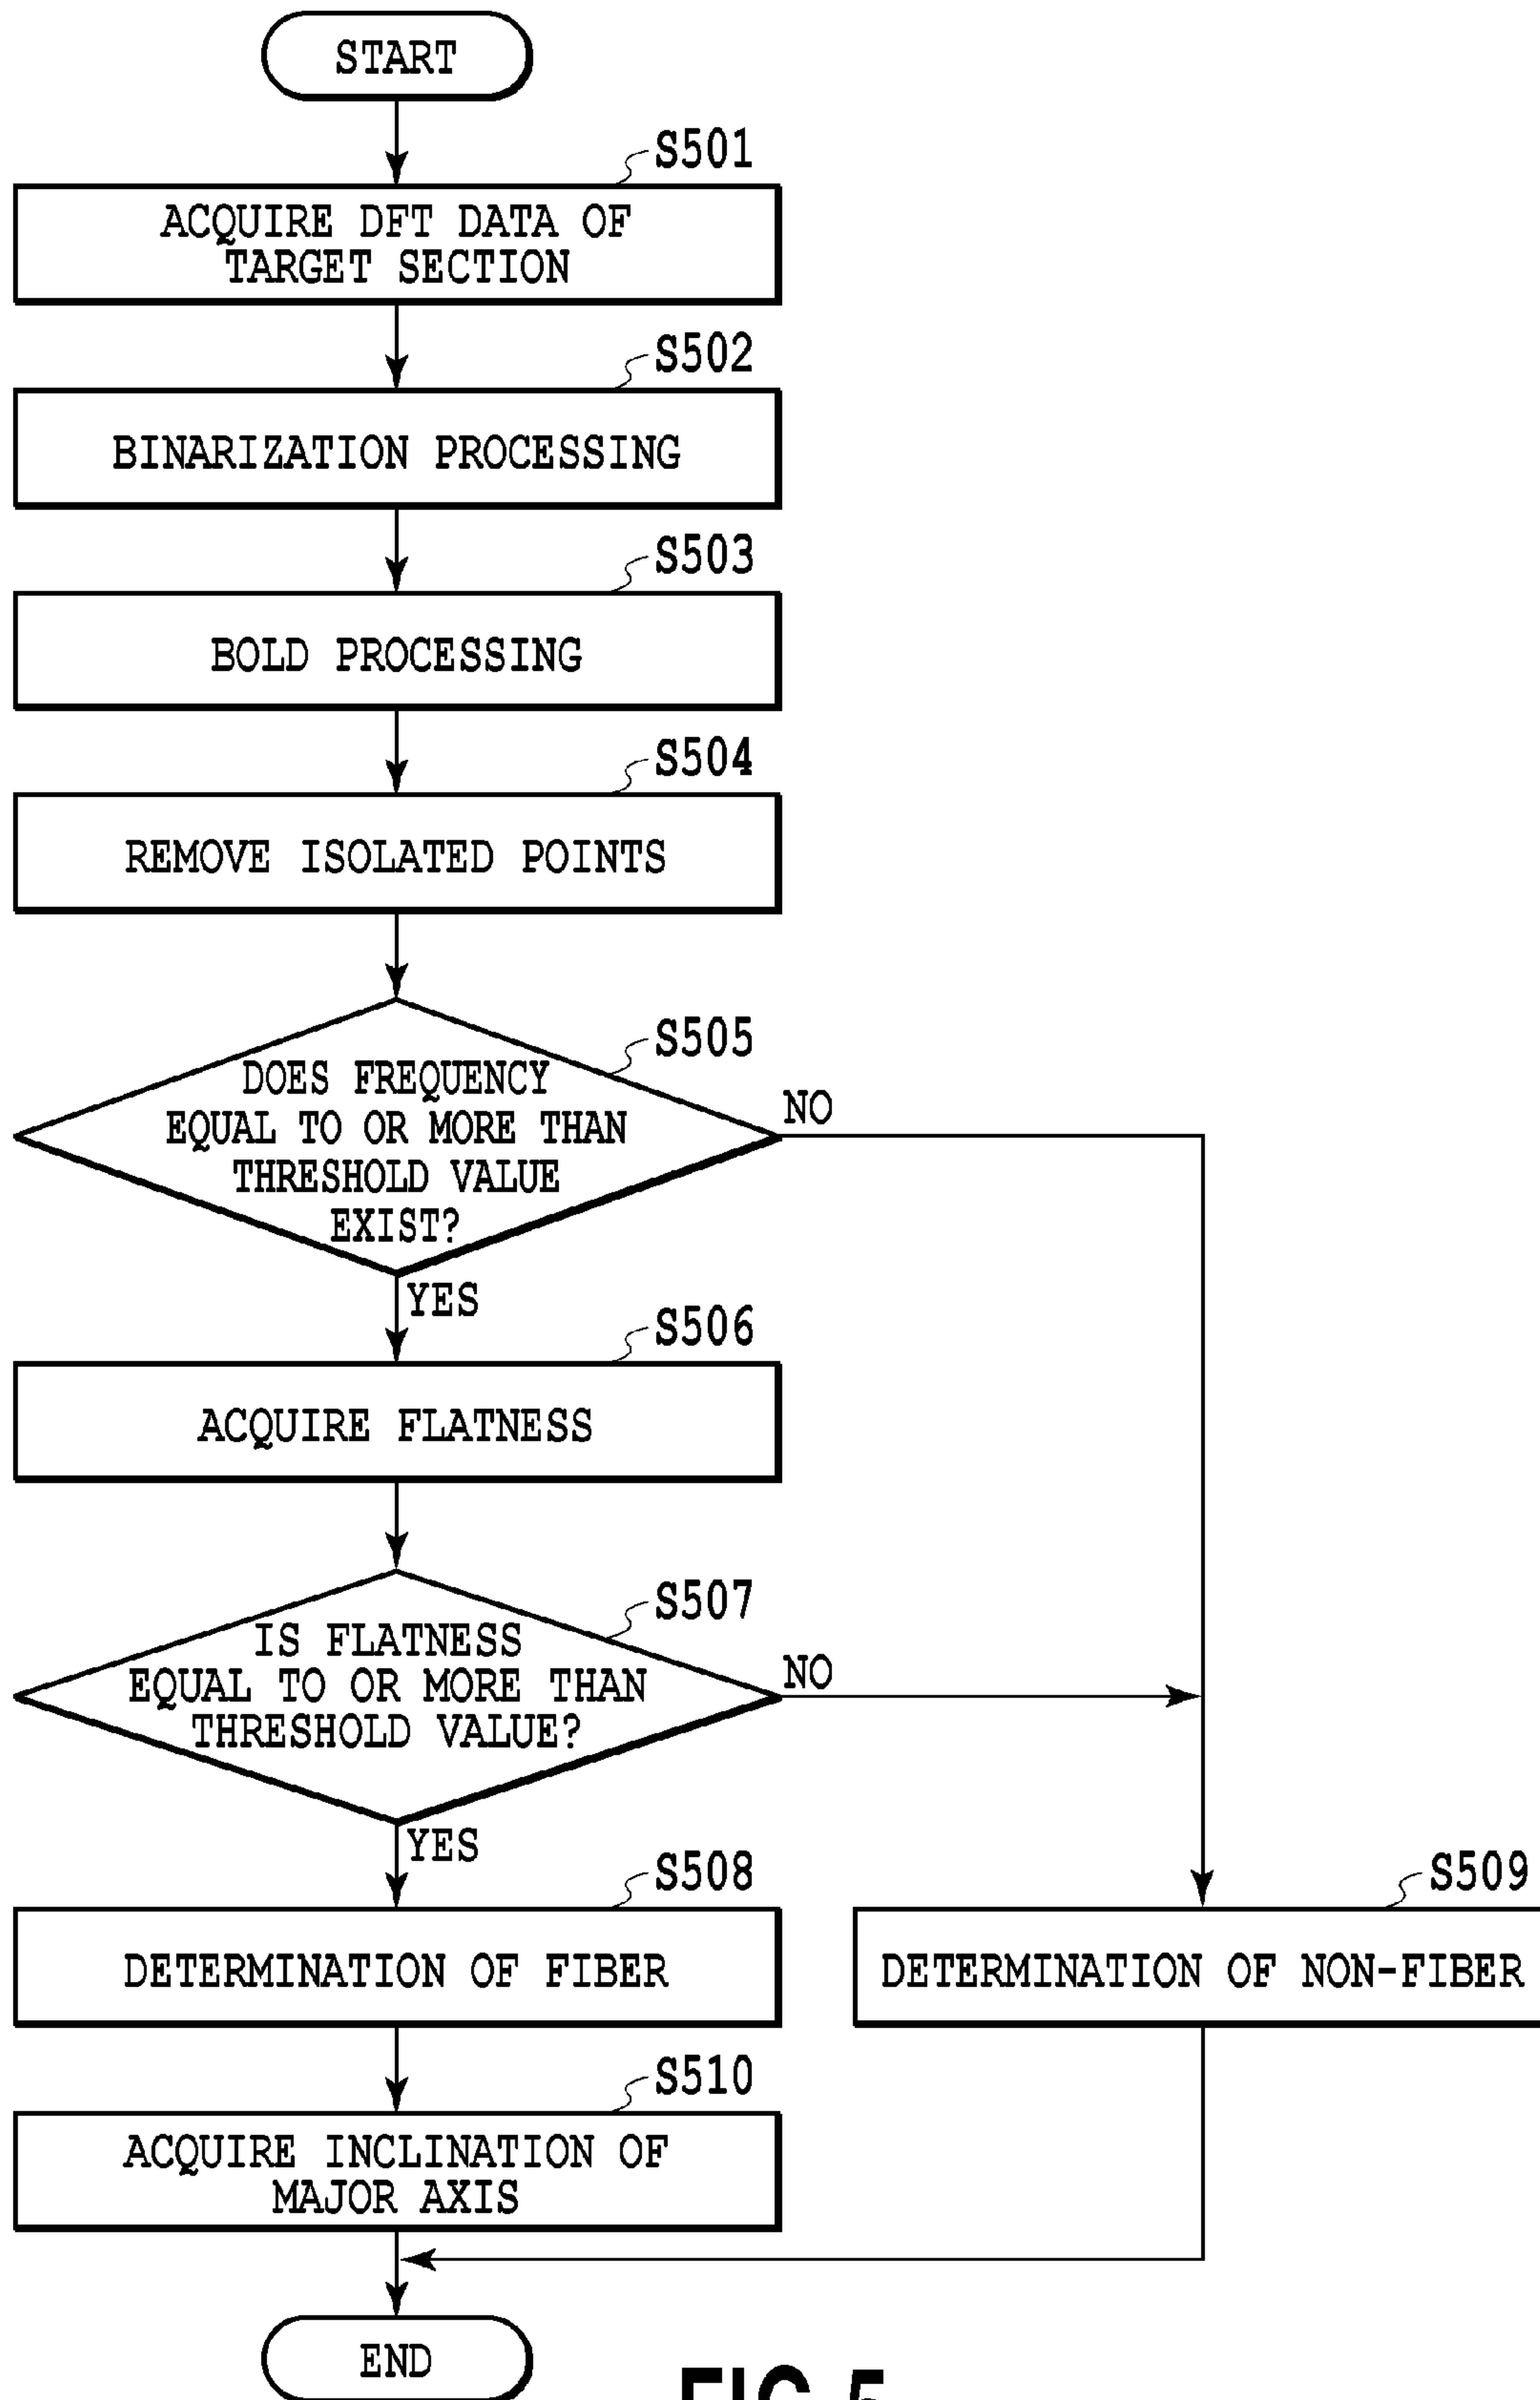 START
S501
ACQUIRE DFT DATA OF
TARGET SECTION
S502
BINARIZATION PROCESSING
S503
BOLD PROCESSING
S504
REMOVE ISOLATED POINTS
S505
DOES FREQUENCY
EQUAL TO OR MORE THAN
THRESHOLD VALUE
EXIST?
NO
YES
S506
ACQUIRE FLATNESS
S507
IS FLATNESS
EQUAL TO OR MORE THAN
THRESHOLD VALUE?
NO
YES
S508
DETERMINATION OF FIBER
S509
DETERMINATION OF NON-FIBER
S510
ACQUIRE INCLINATION OF
MAJOR AXIS
END
FIG.5